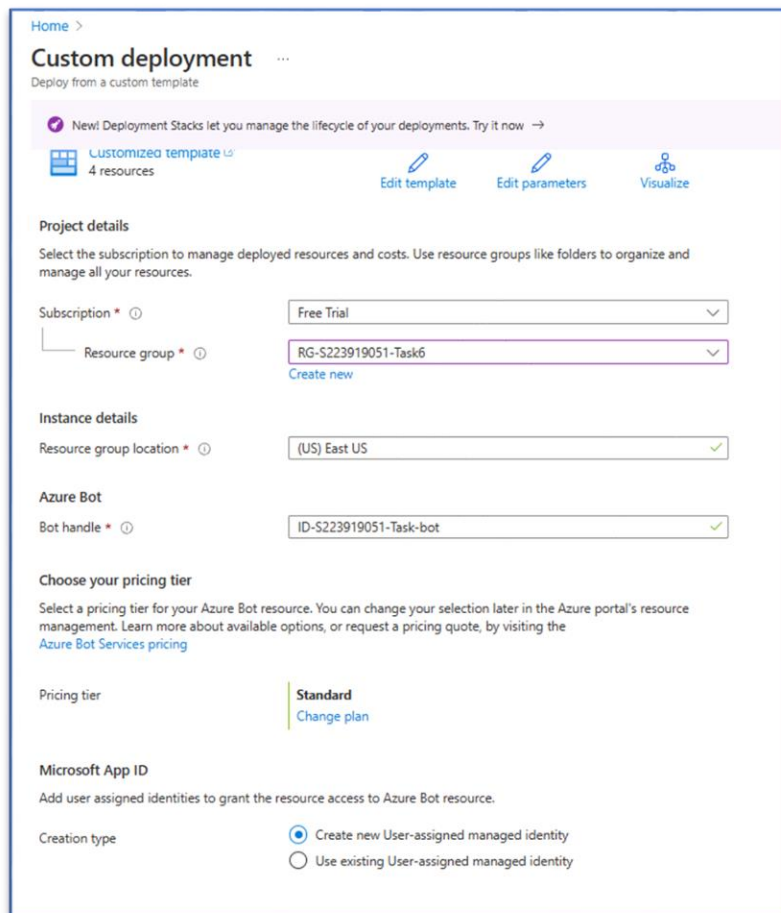 Home >
Custom deployment ...
Deploy from a custom template
New! Deployment Stacks let you manage the lifecycle of your deployments. Try it now →
Customized template
4 resources
Edit template
Edit parameters
Visualize
Project details
Select the subscription to manage deployed resources and costs. Use resource groups like folders to organize and
manage all your resources.
Subscription *
Free Trial
Resource group *
RG-S223919051-Task6
Create new
Instance details
Resource group location *
(US) East US
Azure Bot
Bot handle *
ID-S223919051-Task-bot
Choose your pricing tier
Select a pricing tier for your Azure Bot resource. You can change your selection later in the Azure portal's resource
management. Learn more about available options, or request a pricing quote, by visiting the
Azure Bot Services pricing
Pricing tier
Standard
Change plan
Microsoft App ID
Add user assigned identities to grant the resource access to Azure Bot resource.
Creation type
Create new User-assigned managed identity
Use existing User-assigned managed identity